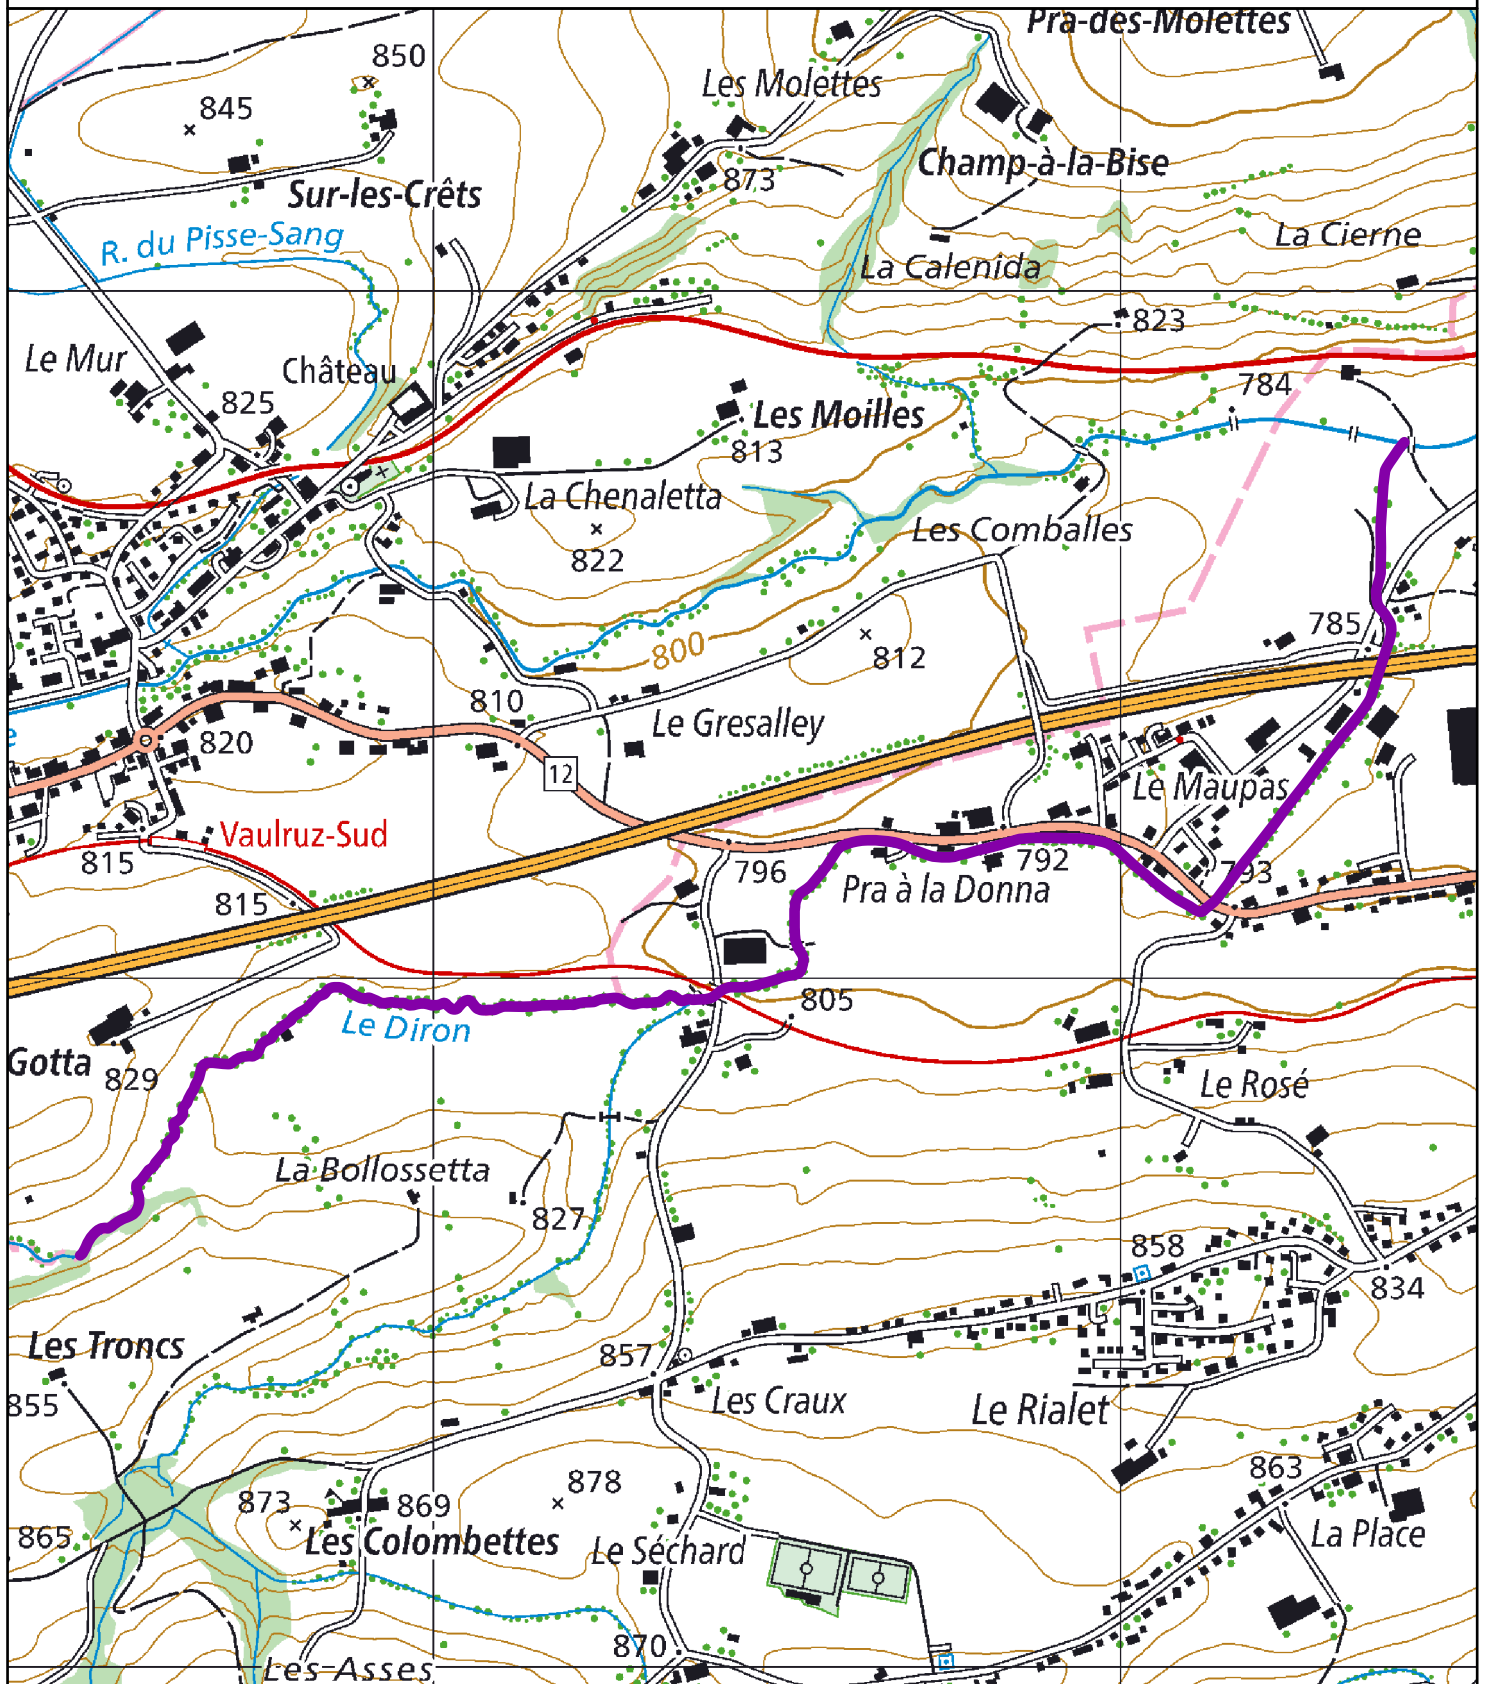 Pra-des-Molettes
850
Les Molettes
845
Champ-à-la-Bise
873
Sur-les-Crêts
R. du Pisse-Sang
La Cierne
La Calenida
823
Le Mur
Château
784
825
Les Moilles
813
La Chenaletta
Les Comballes
822
785
800
812
810
Le Gresalley
820
12
Le Maupas
Vaulruz-Sud
815
796
792
793
Pra à la Donna
815
805
Le Diron
Gotta
829
Le Rosé
La Bollossetta
827
858
834
Les Troncs
857
855
Les Craux
Le Rialet
863
878
873
869
865
La Place
Les Colombettes
Le Séchard
870
Les-Asses